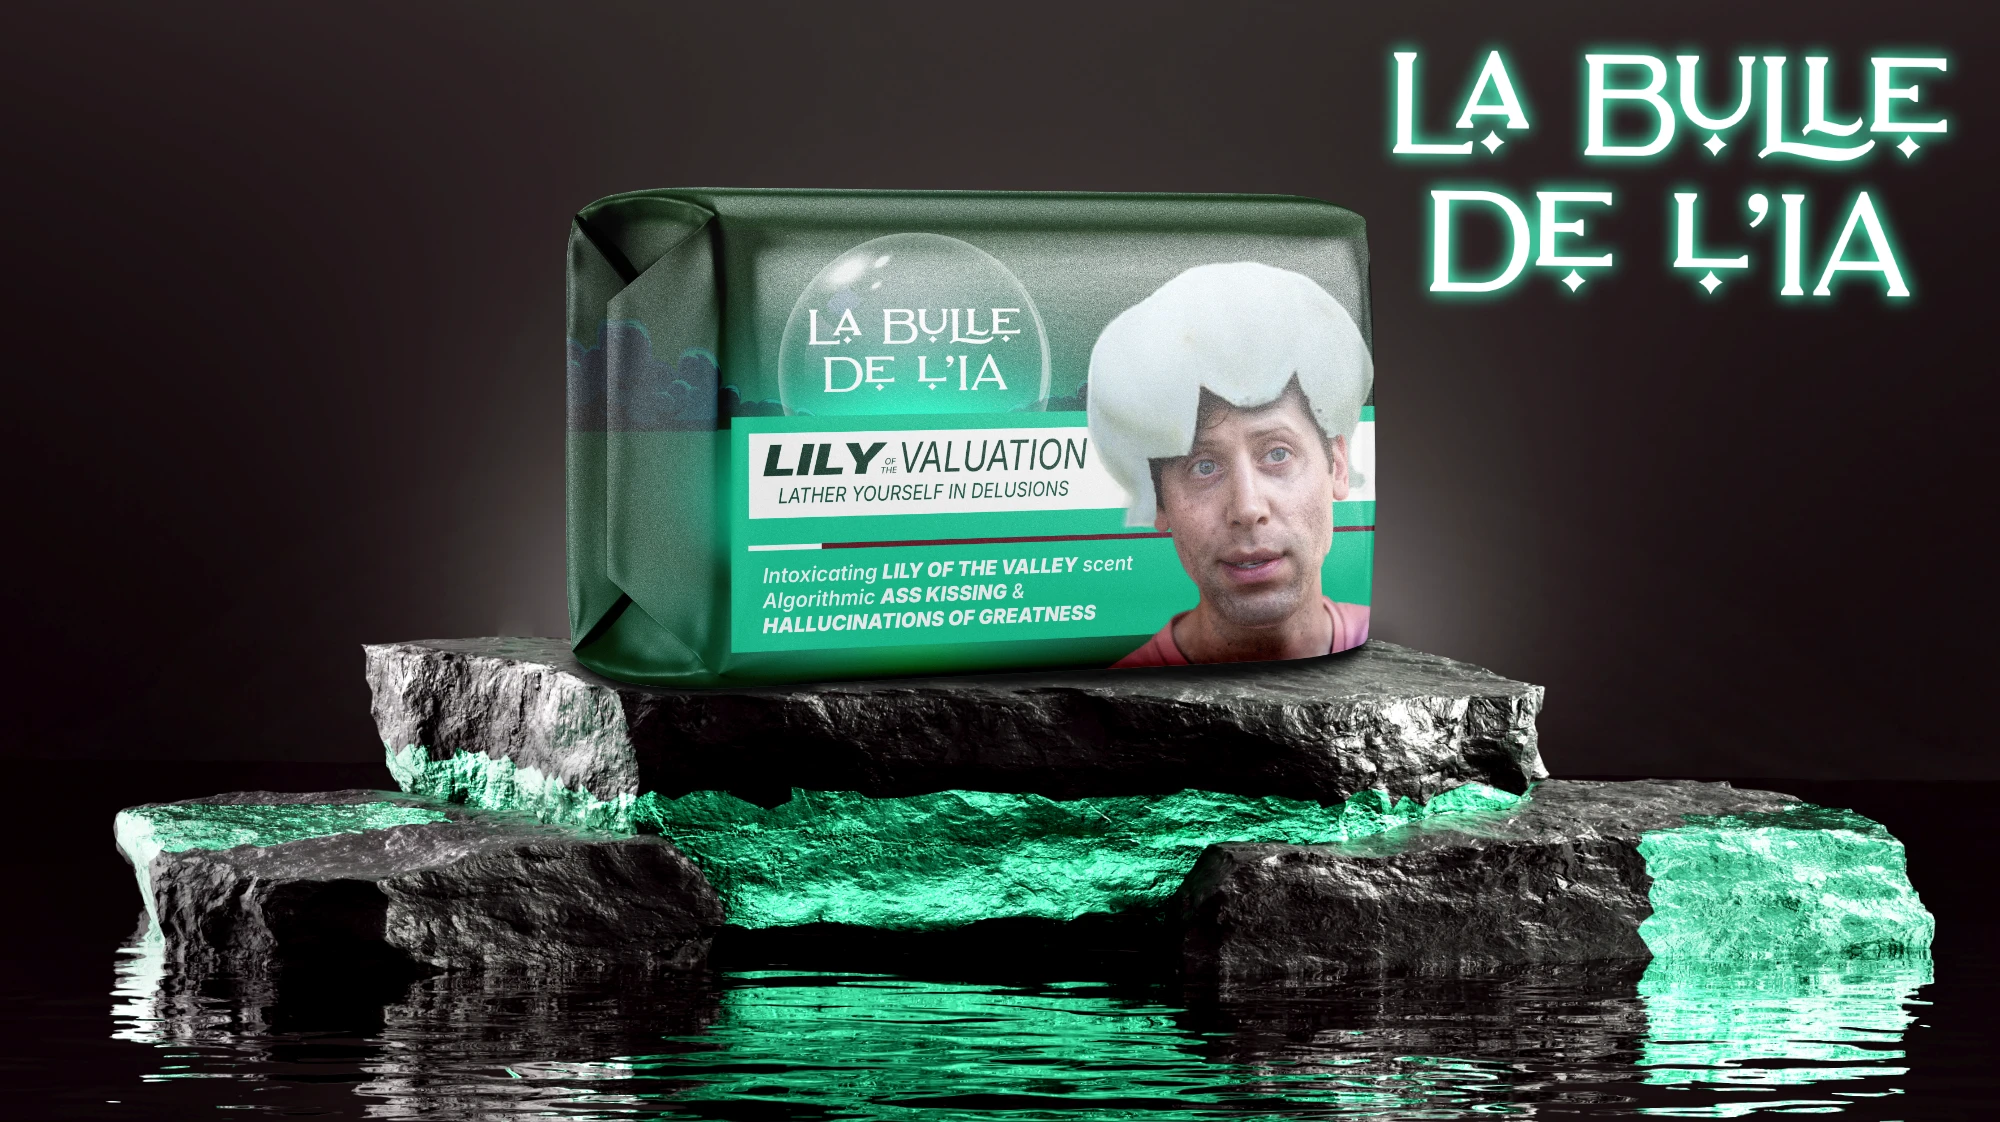 LA BULLE
DE L'IA
LA BULLE
DE L'IA
LILY OF THE VALUATION
LATHER YOURSELF IN DELUSIONS
Intoxicating LILY OF THE VALLEY scent
Algorithmic ASS KISSING &
HALLUCINATIONS OF GREATNESS